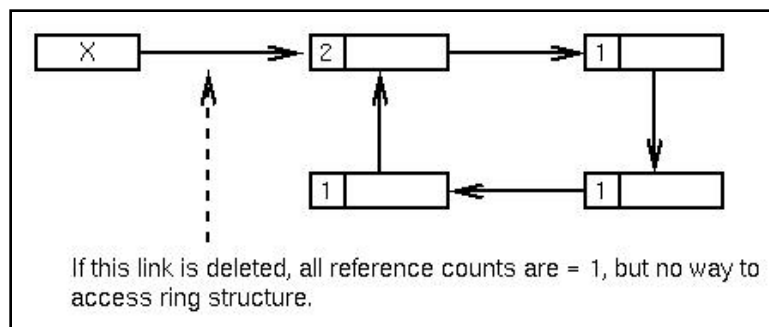 X
2
1
1
1
If this link is deleted, all reference counts are = 1, but no way to
access ring structure.